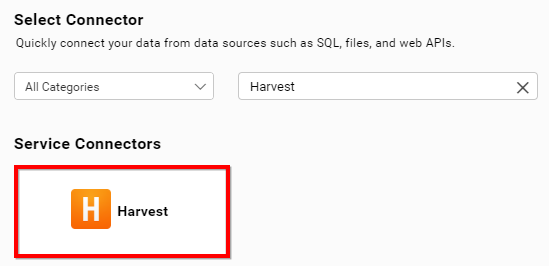 Select Connector
Quickly connect your data from data sources such as SQL, files, and web APIs.
All Categories
Harvest
Service Connectors
H Harvest